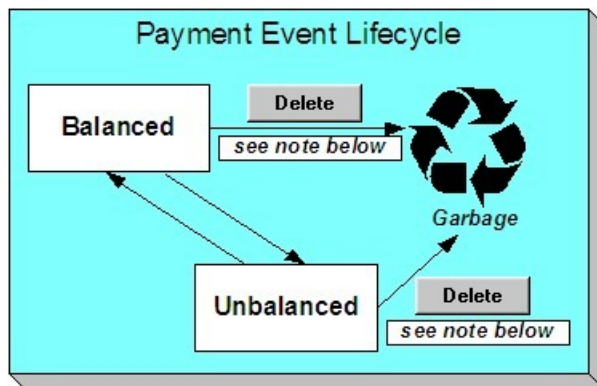 Payment Event Lifecycle
Delete
Balanced
see note below
Garbage
Unbalanced
Delete
see note below